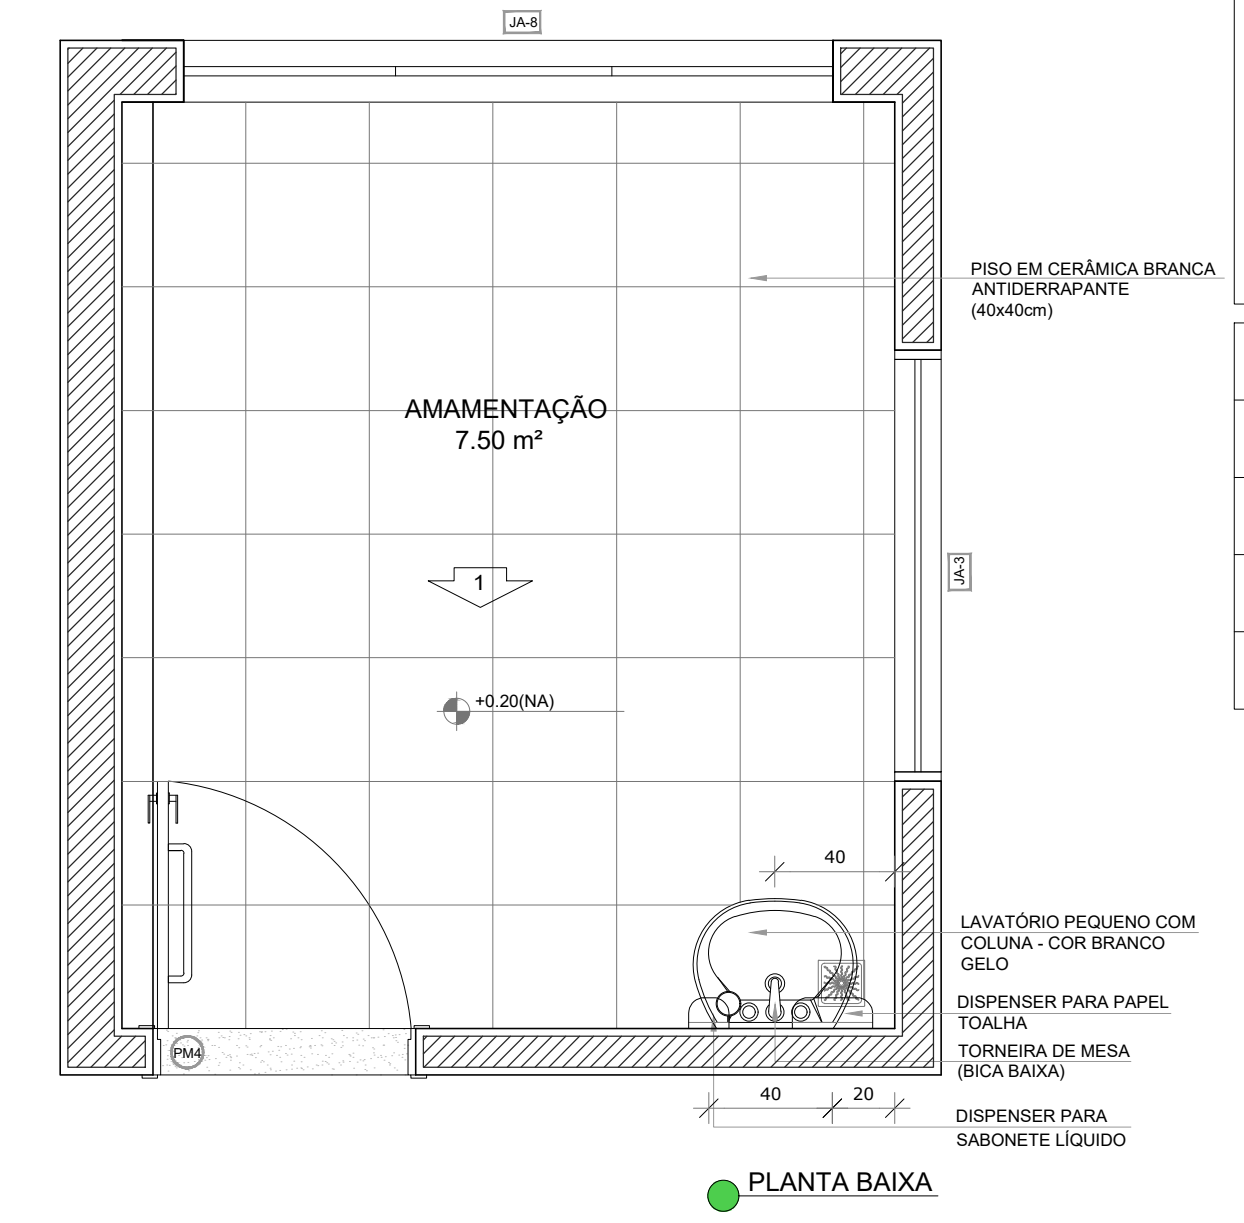 JA-8
PISO EM CERÂMICA BRANCA
ANTIDERRAPANTE
(40x40cm)
AMAMENTAÇÃO
7.50 m²
JA-3
1
+0.20(NA)
40
LAVATÓRIO PEQUENO COM
COLUNA - COR BRANCO
GELO
DISPENSER PARA PAPEL
TOALHA
PM4
TORNEIRA DE MESA
(BICA BAIXA)
40
20
DISPENSER PARA
SABONETE LÍQUIDO
PLANTA BAIXA